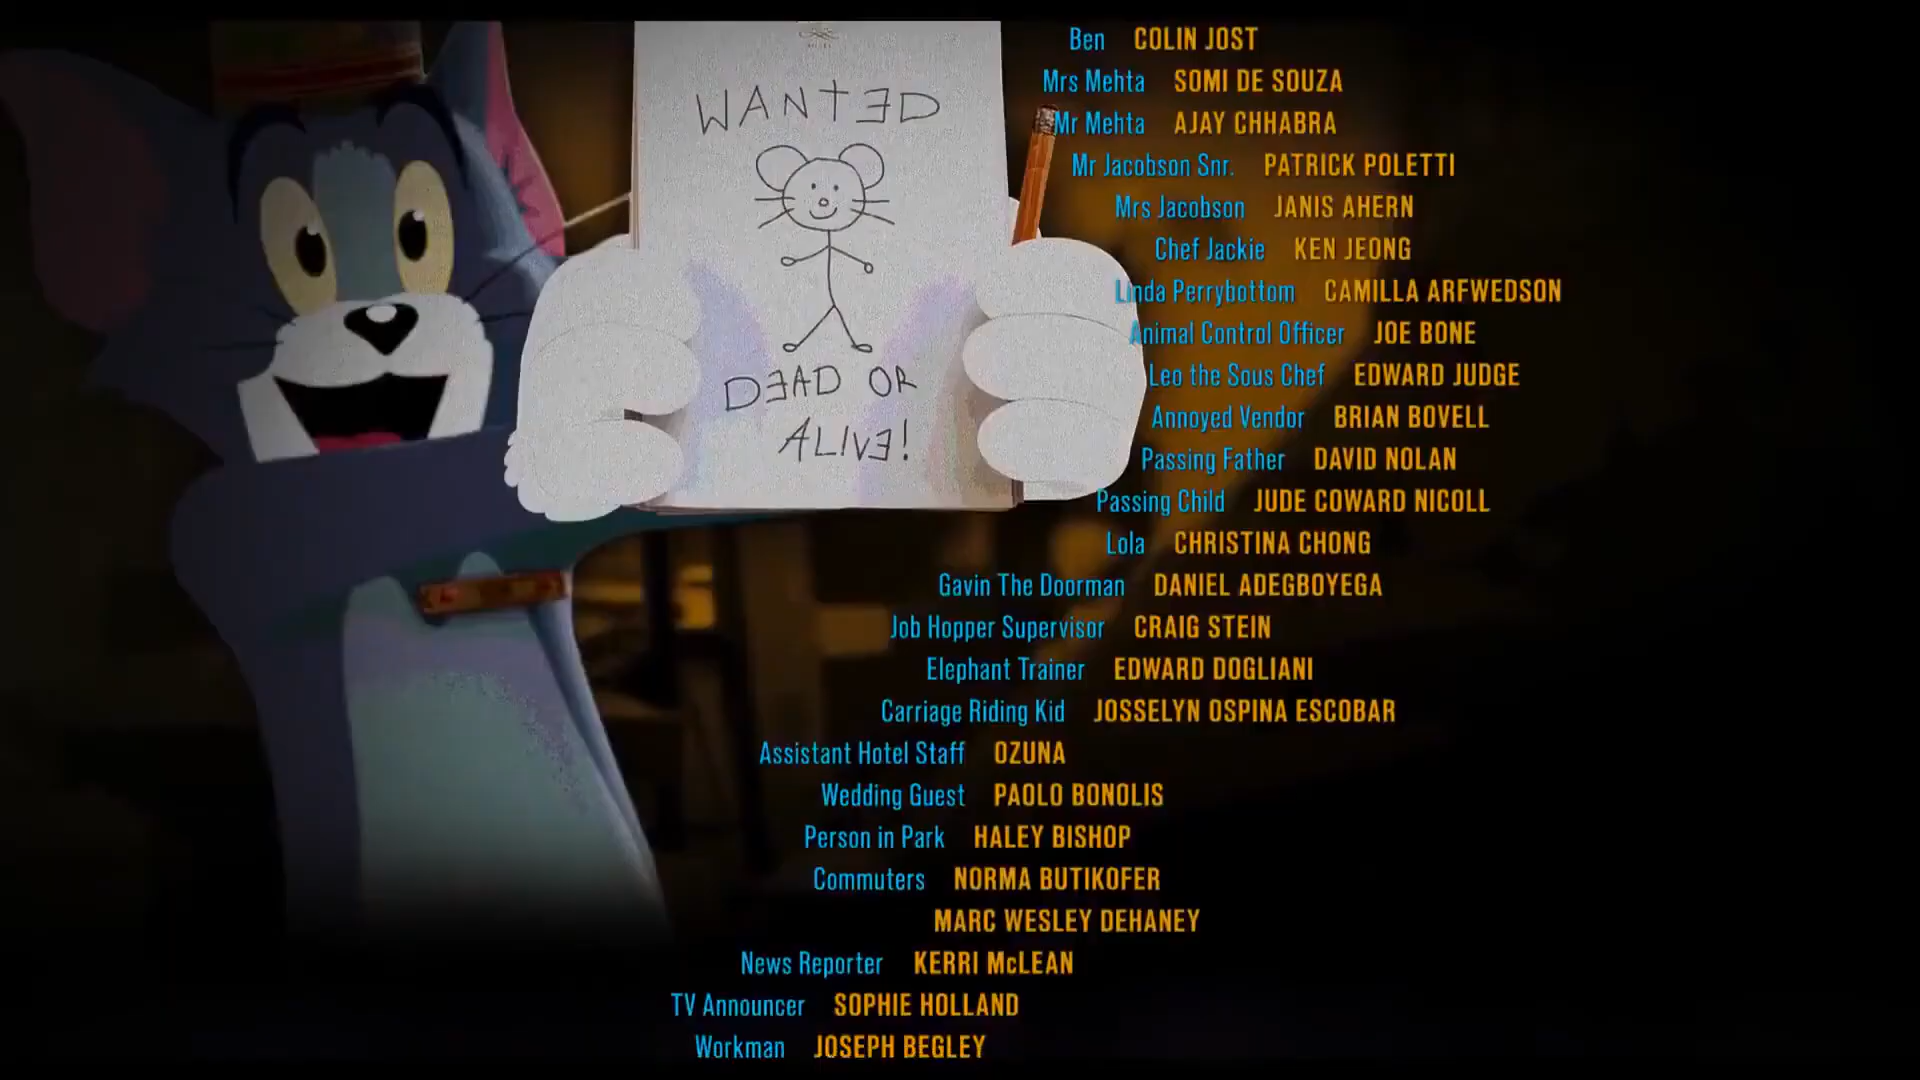 WANTED
DEAD OR
ALIVE!
Ben COLIN JOST
Mrs Mehta SOMI DE SOUZA
Mr Mehta AJAY CHHABRA
Mr Jacobson Snr. PATRICK POLETTI
Mrs Jacobson JANIS AHERN
Chef Jackie KEN JEONG
Linda Perrybottom CAMILLA ARFWEDSON
Animal Control Officer JOE BONE
Leo the Sous Chef EDWARD JUDGE
Annoyed Vendor BRIAN BOVELL
Passing Father DAVID NOLAN
Passing Child JUDE COWARD NICOLL
Lola CHRISTINA CHONG
Gavin The Doorman DANIEL ADEGBOYEGA
Job Hopper Supervisor CRAIG STEIN
Elephant Trainer EDWARD DOGLIANI
Carriage Riding Kid JOSSELYN OSPINA ESCOBAR
Assistant Hotel Staff OZUNA
Wedding Guest PAOLO BONOLIS
Person in Park HALEY BISHOP
Commuters NORMA BUTIKOFER
MARC WESLEY DEHANEY
News Reporter KERRI McLEAN
TV Announcer SOPHIE HOLLAND
Workman JOSEPH BEGLEY